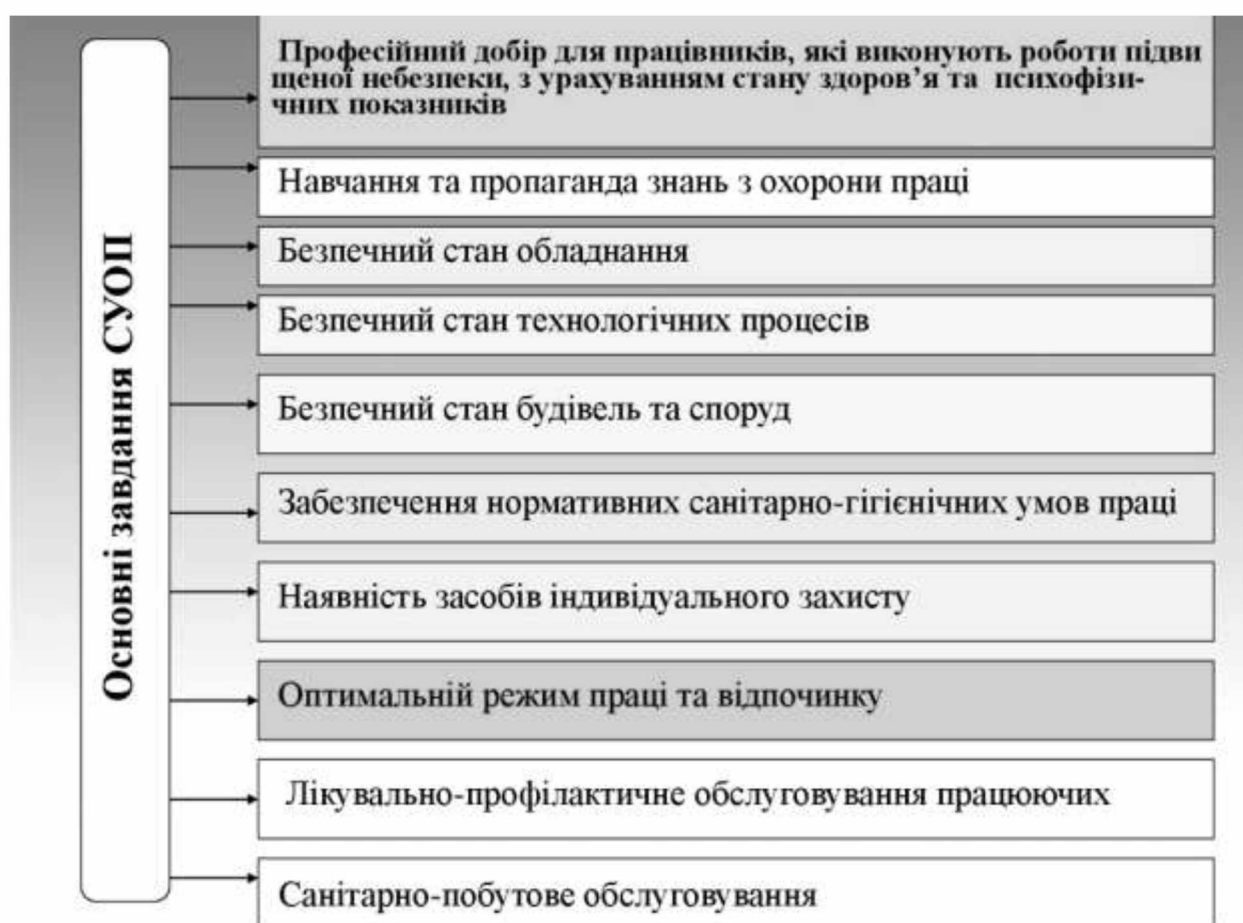 Основні завдання СУОП
Професійний добір для працівників, які виконують роботи підви
щеної небезпеки, з урахуванням стану здоров’я та психофізи-
чних показників
Навчання та пропаганда знань з охорони праці
Безпечний стан обладнання
Безпечний стан технологічних процесів
Безпечний стан будівель та споруд
Забезпечення нормативних санітарно-гігієнічних умов праці
Наявність засобів індивідуального захисту
Оптимальній режим праці та відпочинку
Лікувально-профілактичне обслуговування працюючих
Санітарно-побутове обслуговування